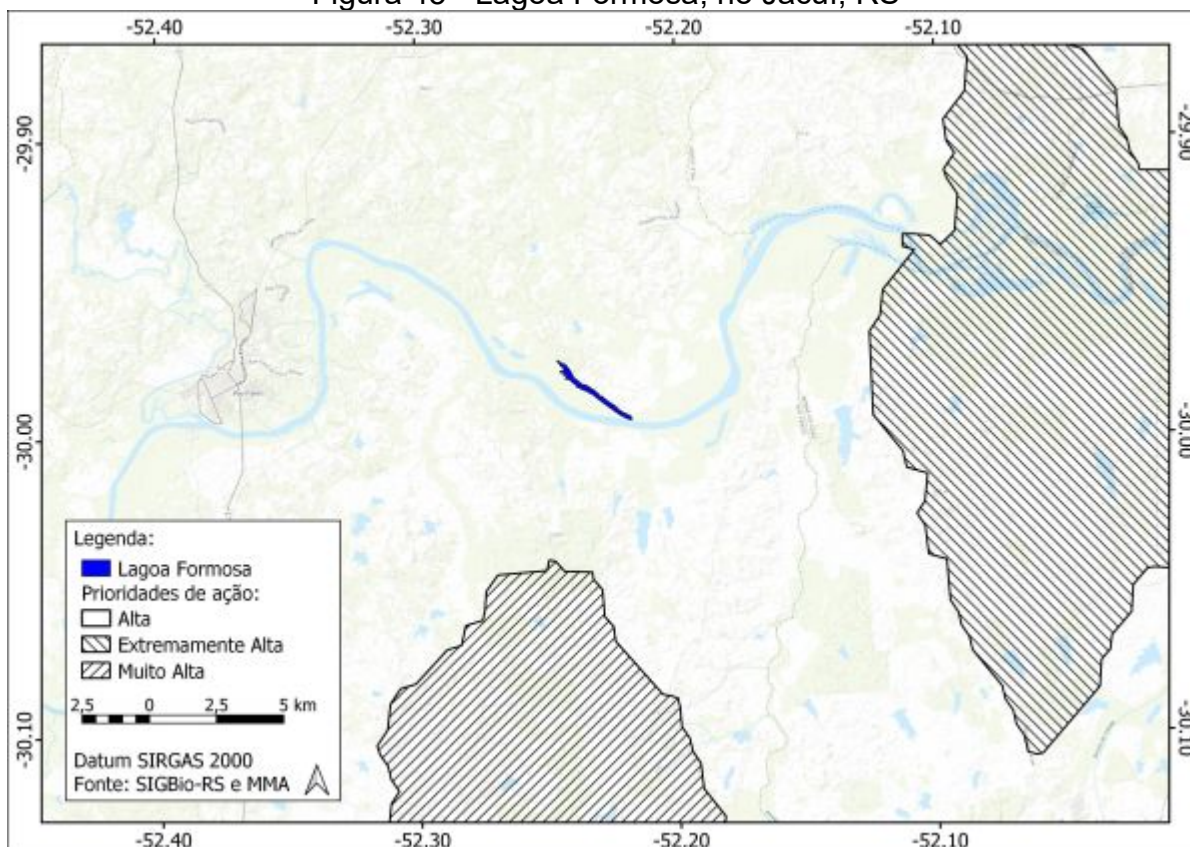 -52.40 -52.30 -52.20 -52.10
-29.90 -29.90
-30.00 -30.00
Legenda:
Lagoa Formosa
Prioridades de ação:
Alta
Extremamente Alta
Muito Alta
2,5 0 2,5 5 km
Datum SIRGAS 2000
Fonte: SIGBio-RS e MMA
-30.10 -30.10
-52.40 -52.30 -52.20 -52.10